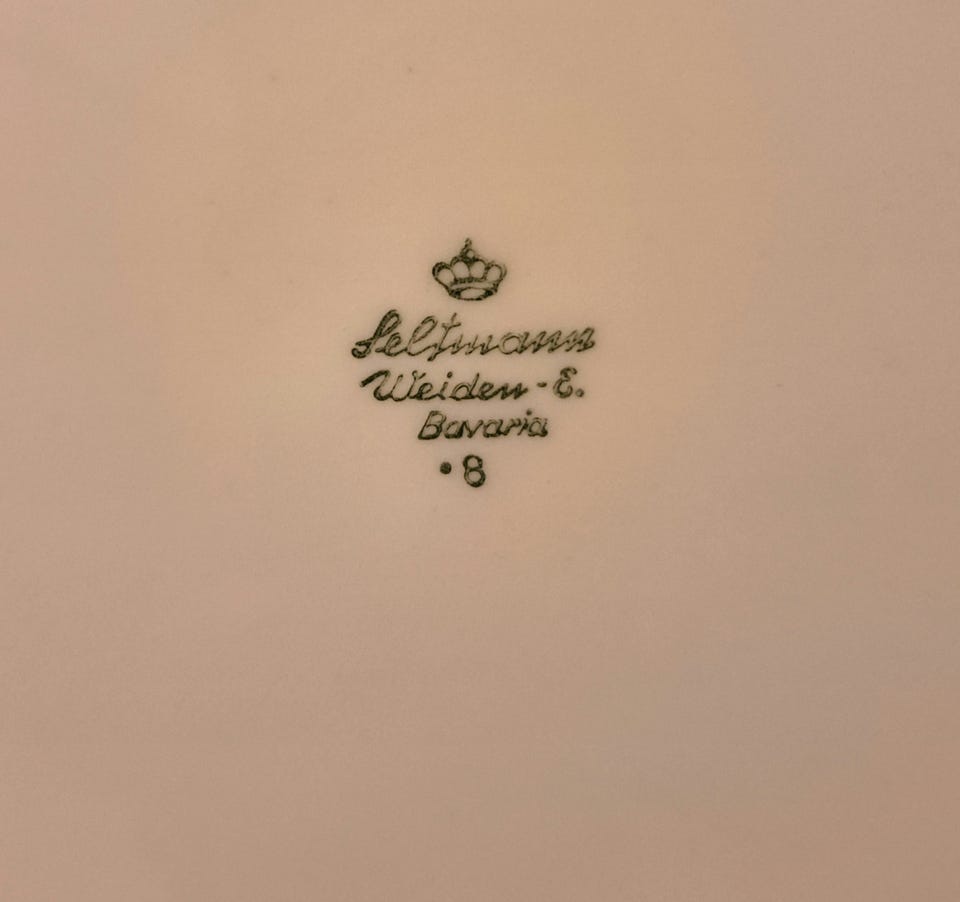 Seltmann
Weiden - E.
Bavaria
• 8